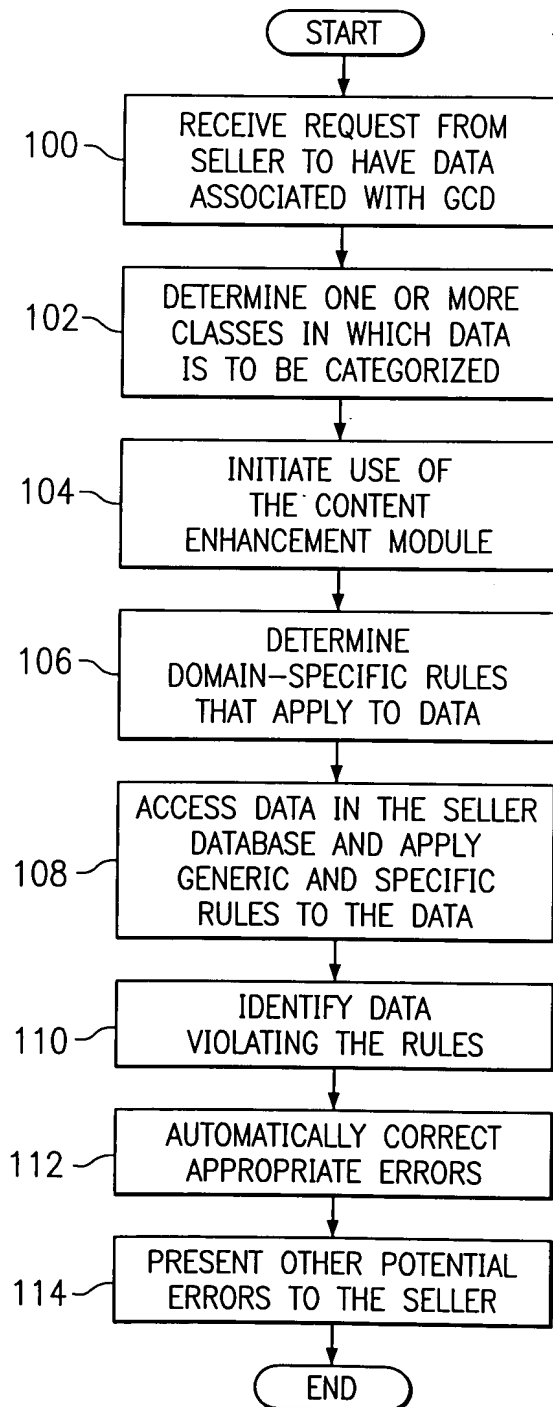 START
100
RECEIVE REQUEST FROM
SELLER TO HAVE DATA
ASSOCIATED WITH GCD
102
DETERMINE ONE OR MORE
CLASSES IN WHICH DATA
IS TO BE CATEGORIZED
104
INITIATE USE OF
THE CONTENT
ENHANCEMENT MODULE
106
DETERMINE
DOMAIN-SPECIFIC RULES
THAT APPLY TO DATA
108
ACCESS DATA IN THE SELLER
DATABASE AND APPLY
GENERIC AND SPECIFIC
RULES TO THE DATA
110
IDENTIFY DATA
VIOLATING THE RULES
112
AUTOMATICALLY CORRECT
APPROPRIATE ERRORS
114
PRESENT OTHER POTENTIAL
ERRORS TO THE SELLER
END